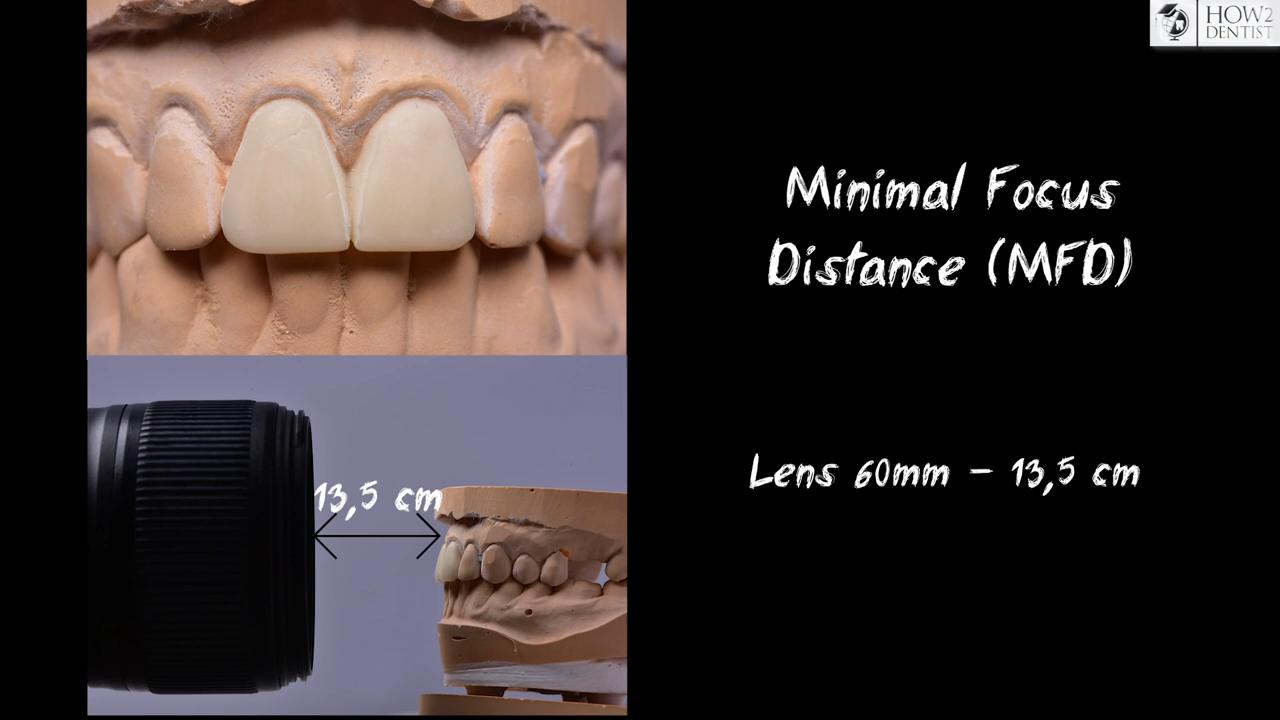 HOW2
DENTIST
Minimal Focus
Distance (MFD)
13,5 cm
Lens 60mm – 13,5 cm